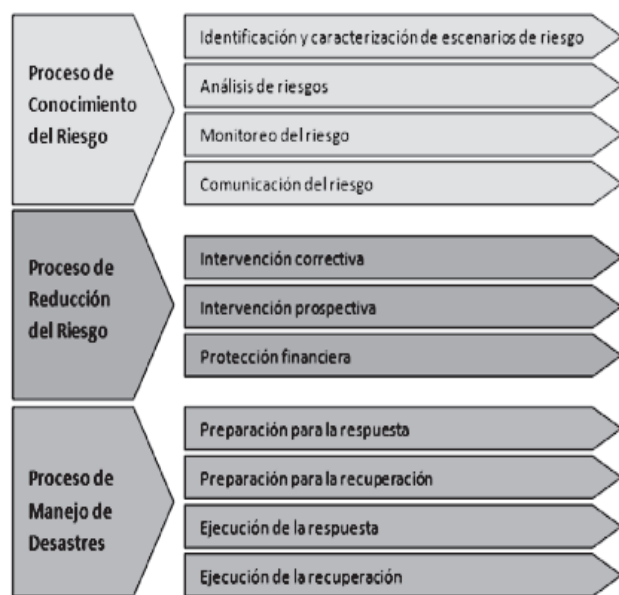 Proceso de
Conocimiento
del Riesgo
Identificación y caracterización de escenarios de riesgo
Análisis de riesgos
Monitoreo del riesgo
Comunicación del riesgo
Proceso de
Reducción
del Riesgo
Intervención correctiva
Intervención prospectiva
Protección financiera
Proceso de
Manejo de
Desastres
Preparación para la respuesta
Preparación para la recuperación
Ejecución de la respuesta
Ejecución de la recuperación